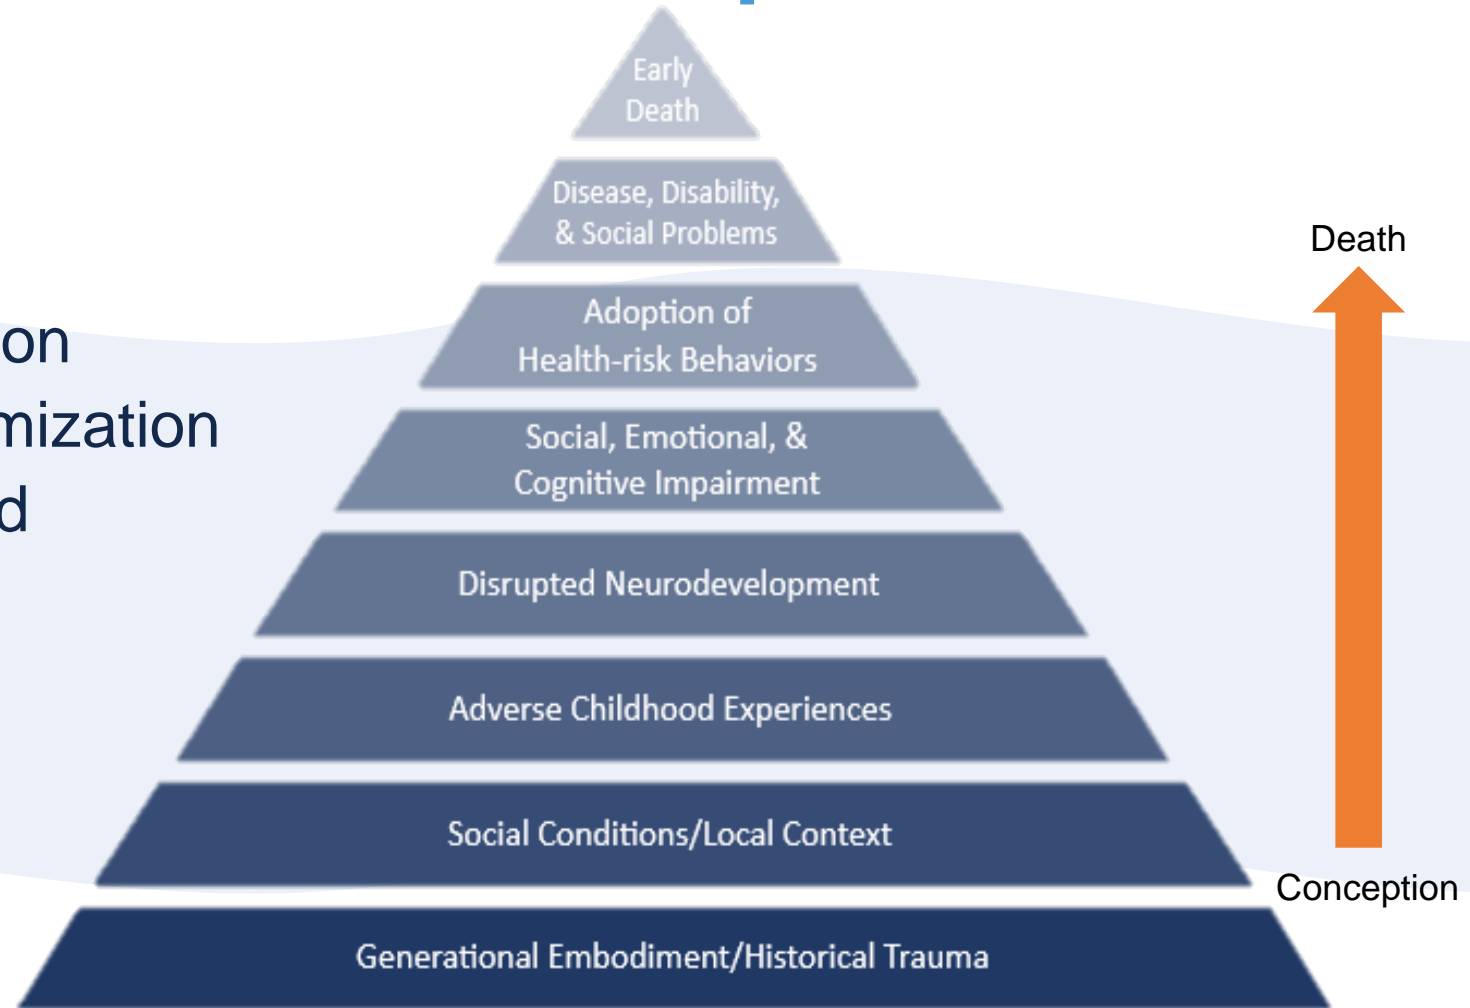 Early
Death
Disease, Disability,
& Social Problems
Adoption of
Health-risk Behaviors
Social, Emotional, &
Cognitive Impairment
Disrupted Neurodevelopment
Adverse Childhood Experiences
Social Conditions/Local Context
Generational Embodiment/Historical Trauma
on
mization
d
Death
Conception